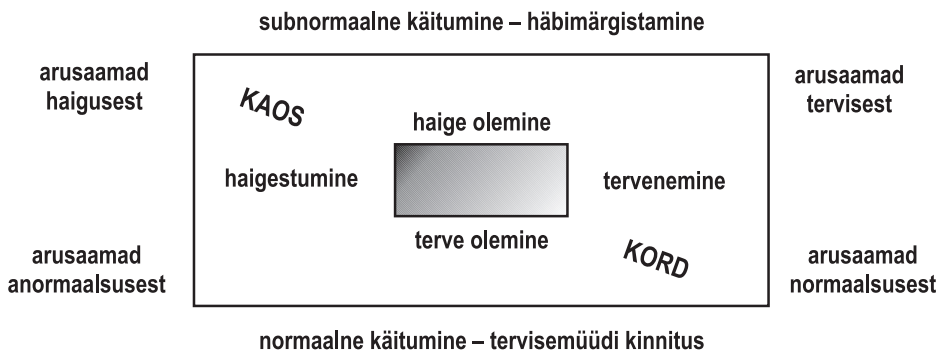 subnormaalne käitumine – häbimärgistamine
arusaamad
haigusest
arusaamad
tervisest
KAOS
haige olemine
haigestumine
tervenemine
terve olemine
KORD
arusaamad
anormaalsusest
arusaamad
normaalsusest
normaalne käitumine – tervisemüüdi kinnitus